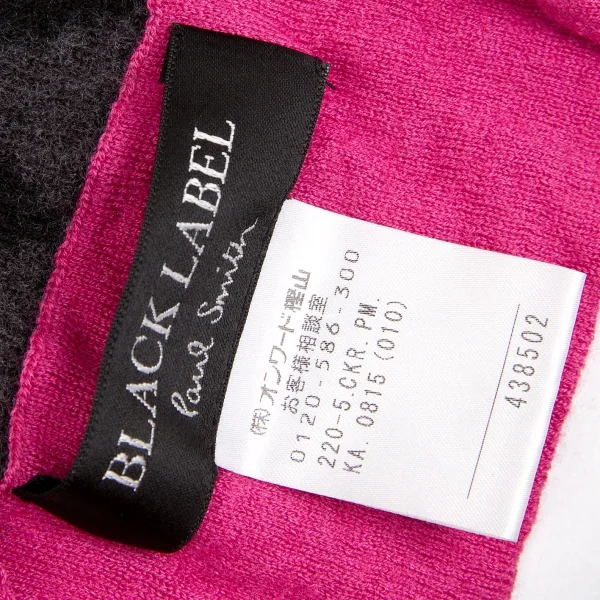 BLACK LABEL
Paul Smith
(株)オンワード樫山
お客様相談室
0120-586-300
220-5.CKR.PM.
KA. 0815 (010)
438502